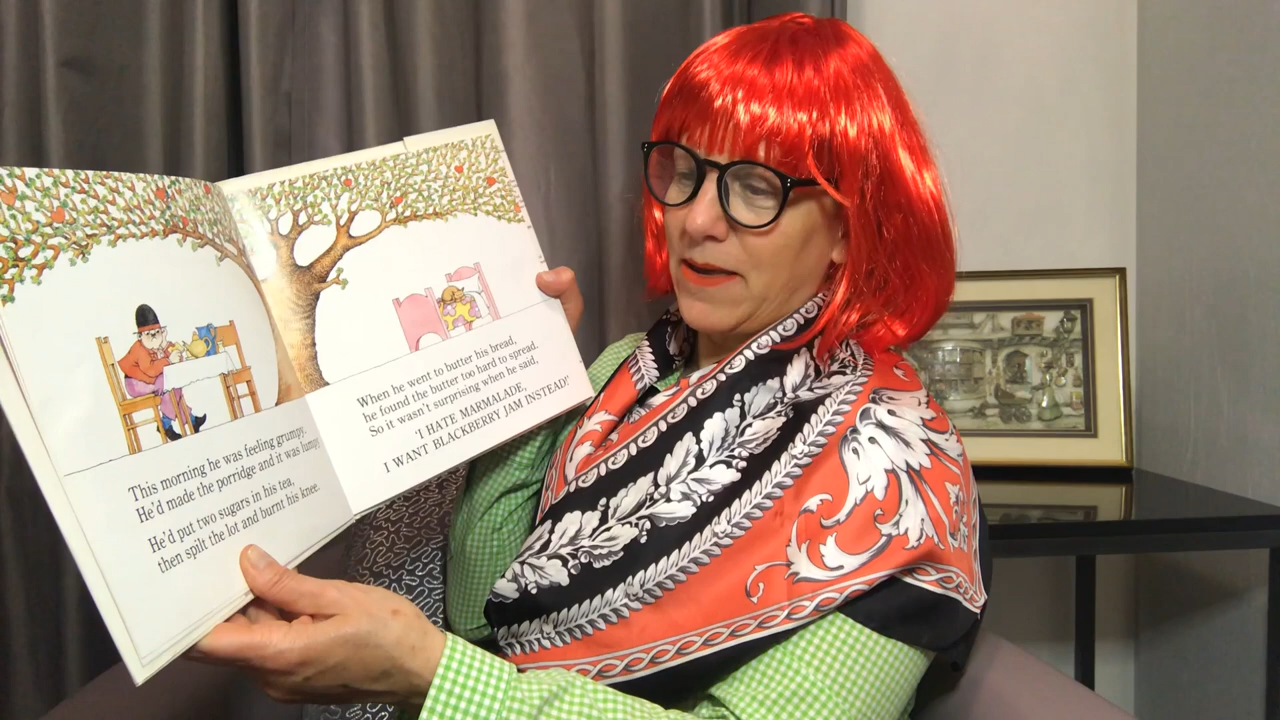 This morning he was feeling grumpy.
He'd made the porridge and it was lumpy
He'd put two sugars in his tea,
then spilt the lot and burnt his knee.
When he went to butter his bread,
he found the butter too hard to spread.
So it wasn't surprising when he said,
'I HATE MARMALADE,
I WANT BLACKBERRY JAM INSTEAD!'